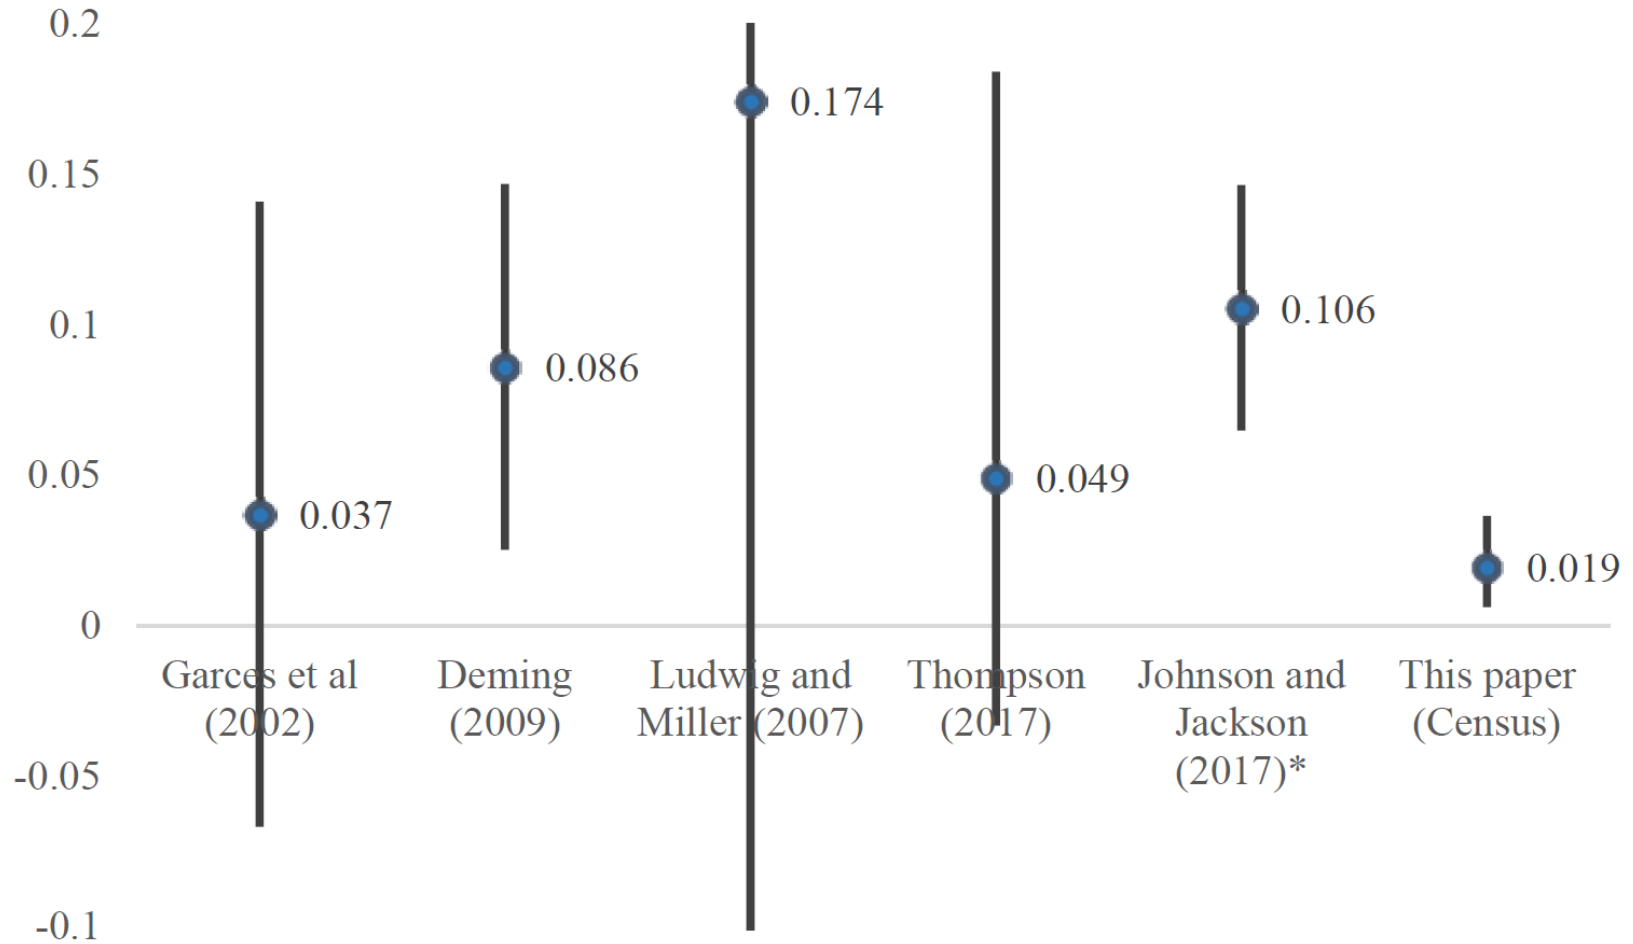 0.2
0.15
0.1
0.05
0
-0.05
-0.1
0.037
0.086
0.174
0.049
0.106
0.019
Garces et al
(2002)
Deming
(2009)
Ludwig and
Miller (2007)
Thompson
(2017)
Johnson and
Jackson
(2017)*
This paper
(Census)